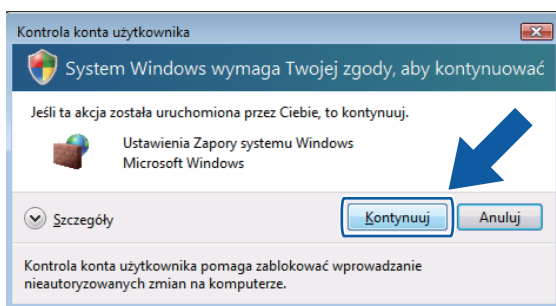 Kontrola konta użytkownika
System Windows wymaga Twojej zgody, aby kontynuować
Jeśli ta akcja została uruchomiona przez Ciebie, to kontynuuj.
Ustawienia Zapory systemu Windows
Microsoft Windows
Szczegóły
Kontynuuj
Anuluj
Kontrola konta użytkownika pomaga zablokować wprowadzanie
nieautoryzowanych zmian na komputerze.